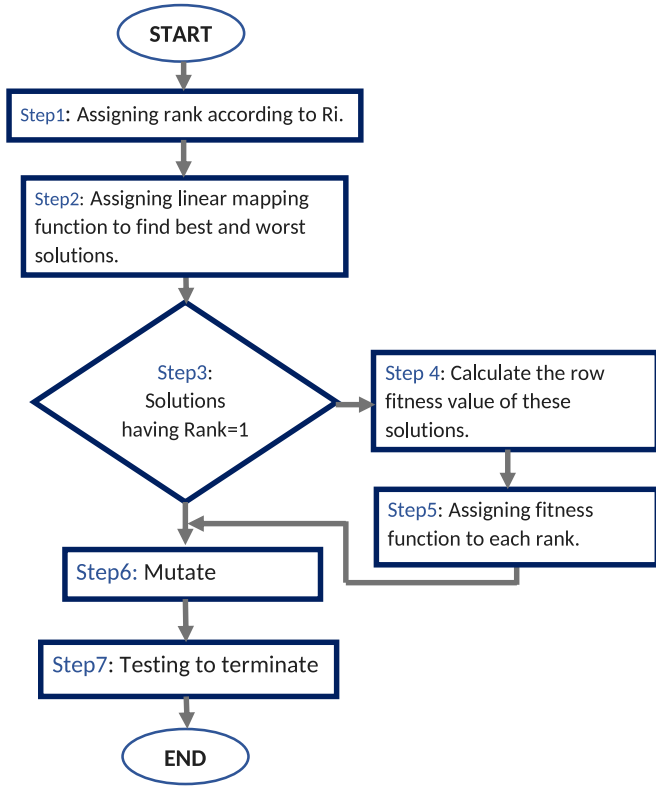 START
Step1: Assigning rank according to Ri.
Step2: Assigning linear mapping
function to find best and worst
solutions.
Step3:
Solutions
having Rank=1
Step 4: Calculate the row
fitness value of these
solutions.
Step5: Assigning fitness
function to each rank.
Step6: Mutate
Step7: Testing to terminate
END